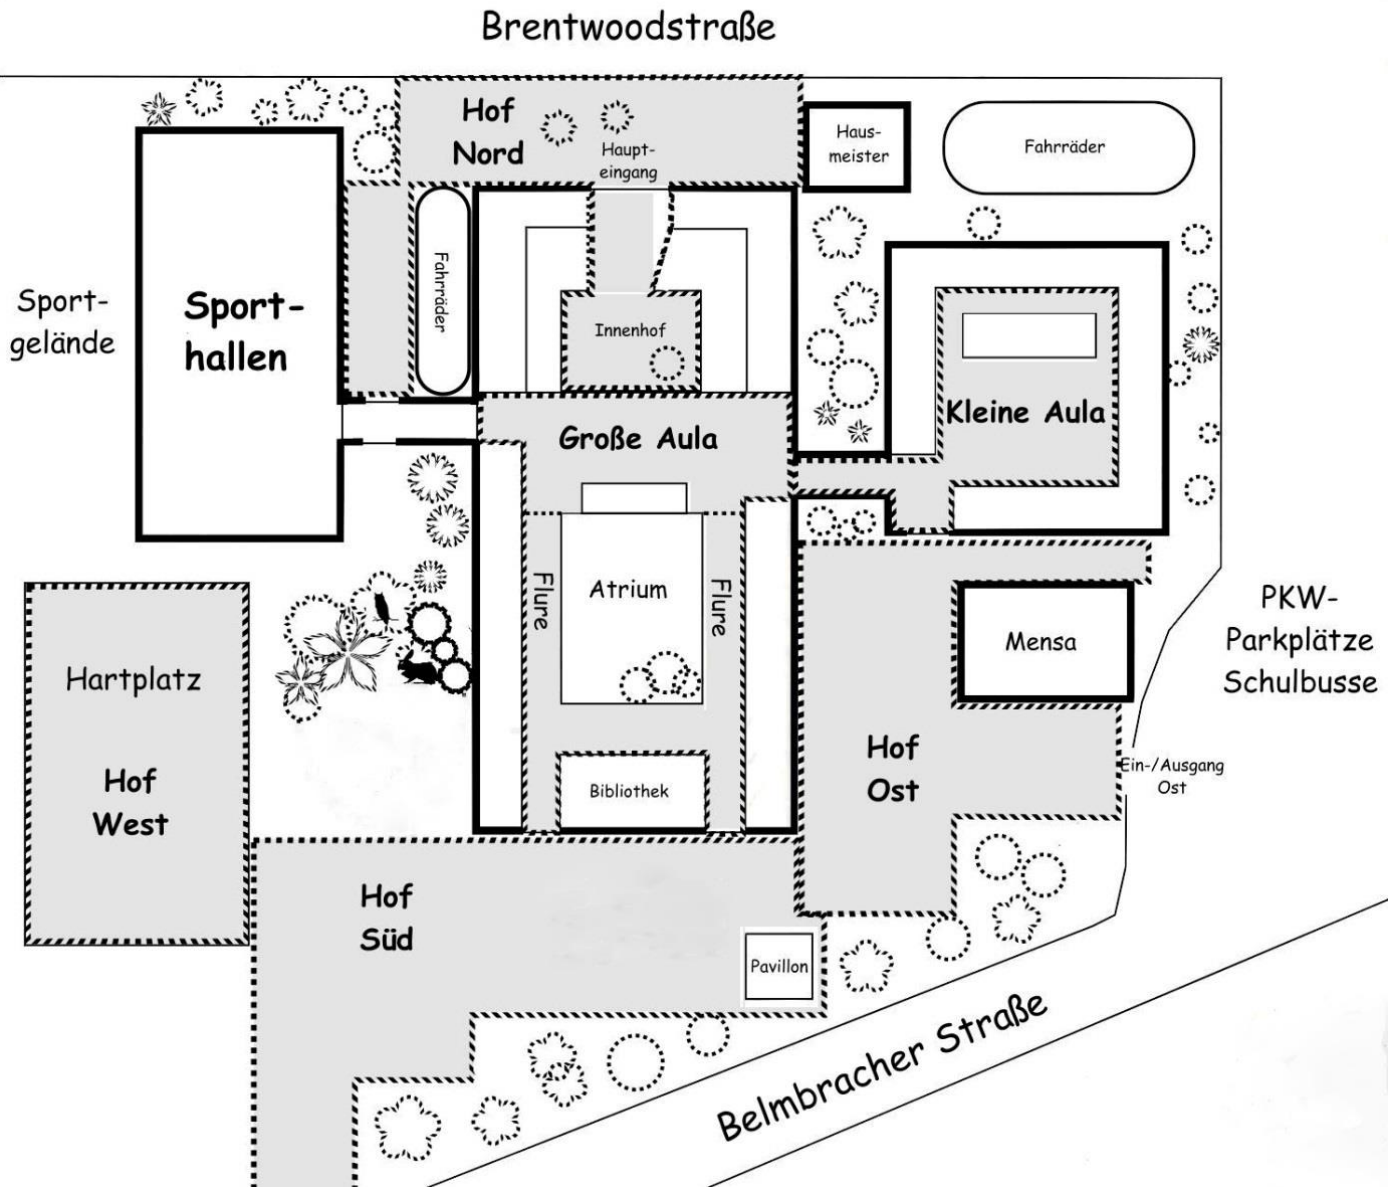 Brentwoodstraße
Hof
Nord
Haupt-
eingang
Haus-
meister
Fahrräder
Sport-
gelände
Sport-
hallen
Fahrräder
Innenhof
Große Aula
Kleine Aula
Flure
Atrium
Flure
Mensa
PKW-
Parkplätze
Schulbusse
Hartplatz
Hof
West
Hof
Ost
Ein-/Ausgang
Ost
Bibliothek
Hof
Süd
Pavillon
Belmbracher Straße